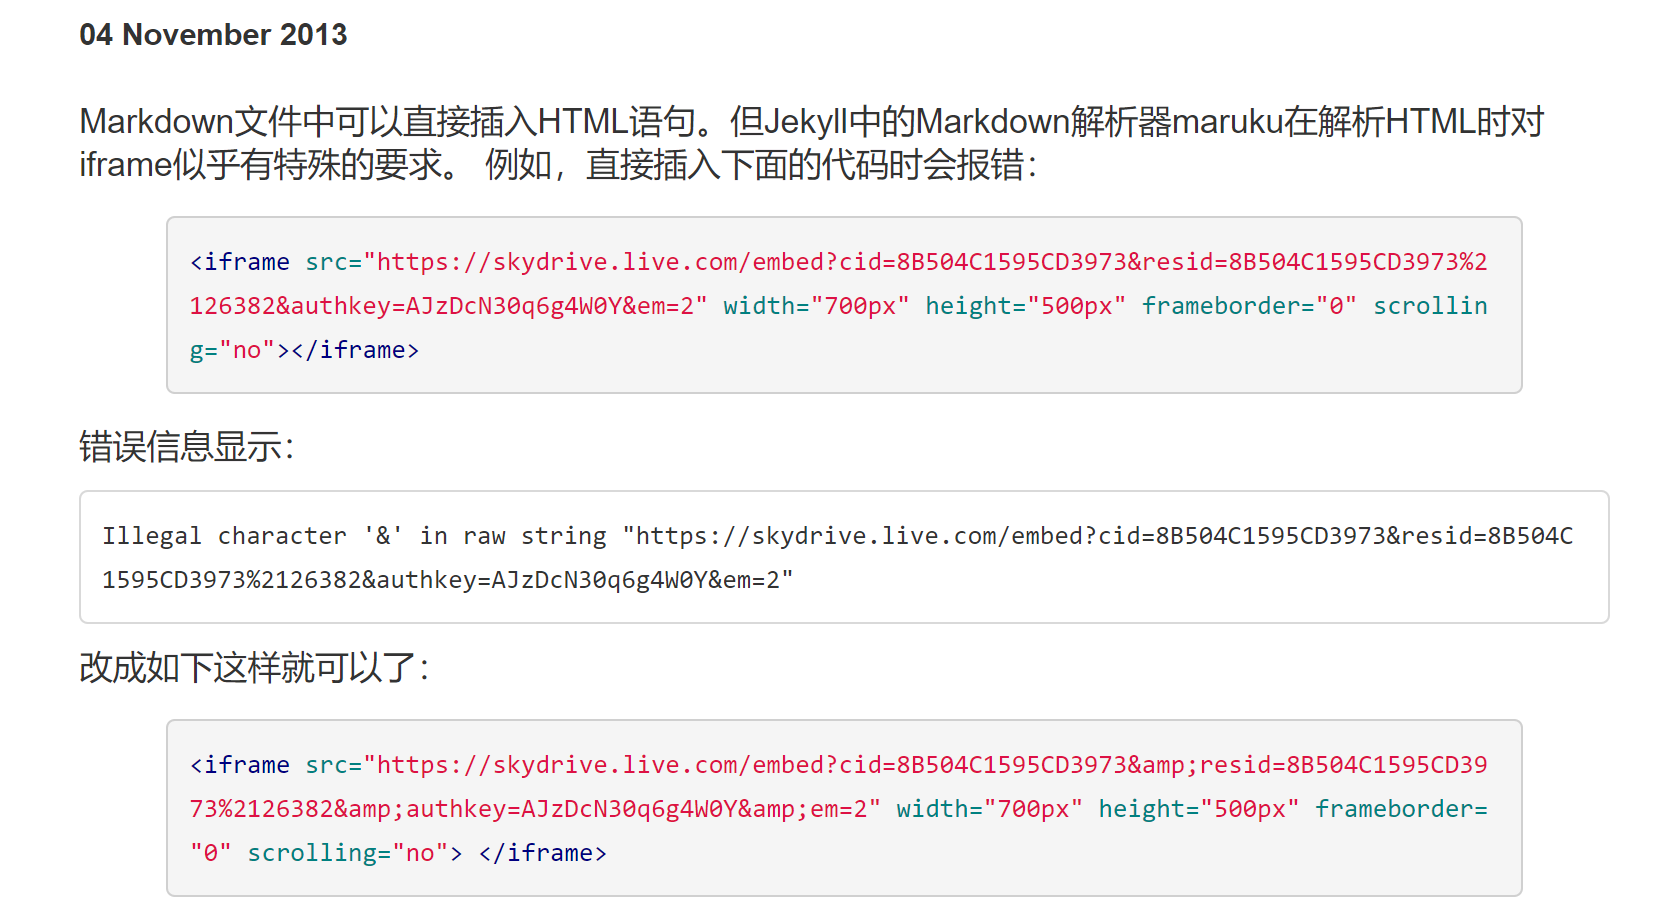 04 November 2013
Markdown文件中可以直接插入HTML语句。但Jekyll中的Markdown解析器maruku在解析HTML时对
iframe似乎有特殊的要求。 例如，直接插入下面的代码时会报错：
<iframe src="https://skydrive.live.com/embed?cid=8B504C1595CD3973&resid=8B504C1595CD3973%2
126382&authkey=AJzDcN30q6g4W0Y&em=2" width="700px" height="500px" frameborder="0" scrollin
g="no"></iframe>
错误信息显示：
Illegal character '&' in raw string "https://skydrive.live.com/embed?cid=8B504C1595CD3973&resid=8B504C
1595CD3973%2126382&authkey=AJzDcN30q6g4W0Y&em=2"
改成如下这样就可以了：
<iframe src="https://skydrive.live.com/embed?cid=8B504C1595CD3973&amp;resid=8B504C1595CD39
73%2126382&amp;authkey=AJzDcN30q6g4W0Y&amp;em=2" width="700px" height="500px" frameborder=
"0" scrolling="no"> </iframe>